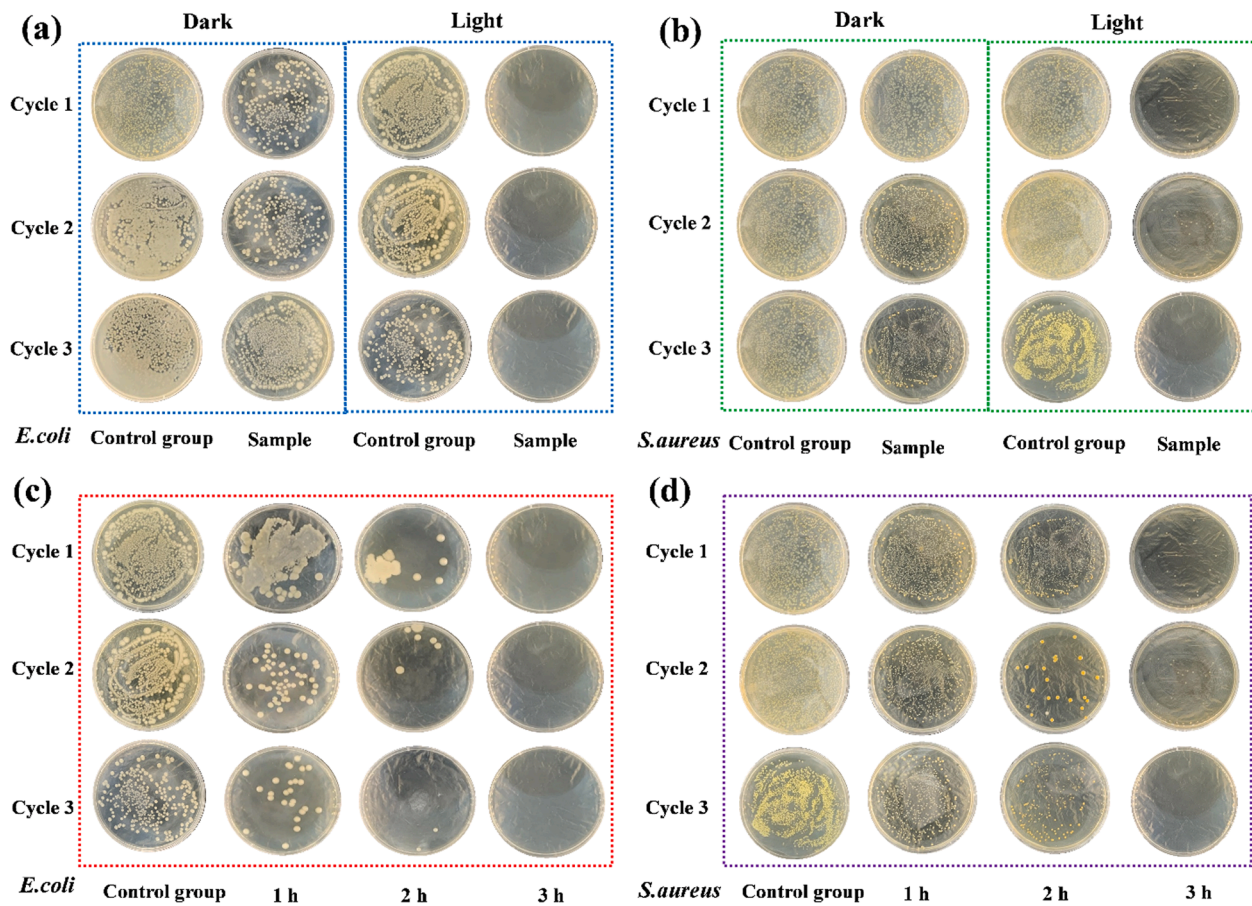 (a) Dark Light
Cycle 1
Cycle 2
Cycle 3
E.coli Control group Sample Control group Sample
(b) Dark Light
Cycle 1
Cycle 2
Cycle 3
S.aureus Control group Sample Control group Sample
(c)
Cycle 1
Cycle 2
Cycle 3
E.coli Control group 1 h 2 h 3 h
(d)
Cycle 1
Cycle 2
Cycle 3
S.aureus Control group 1 h 2 h 3 h